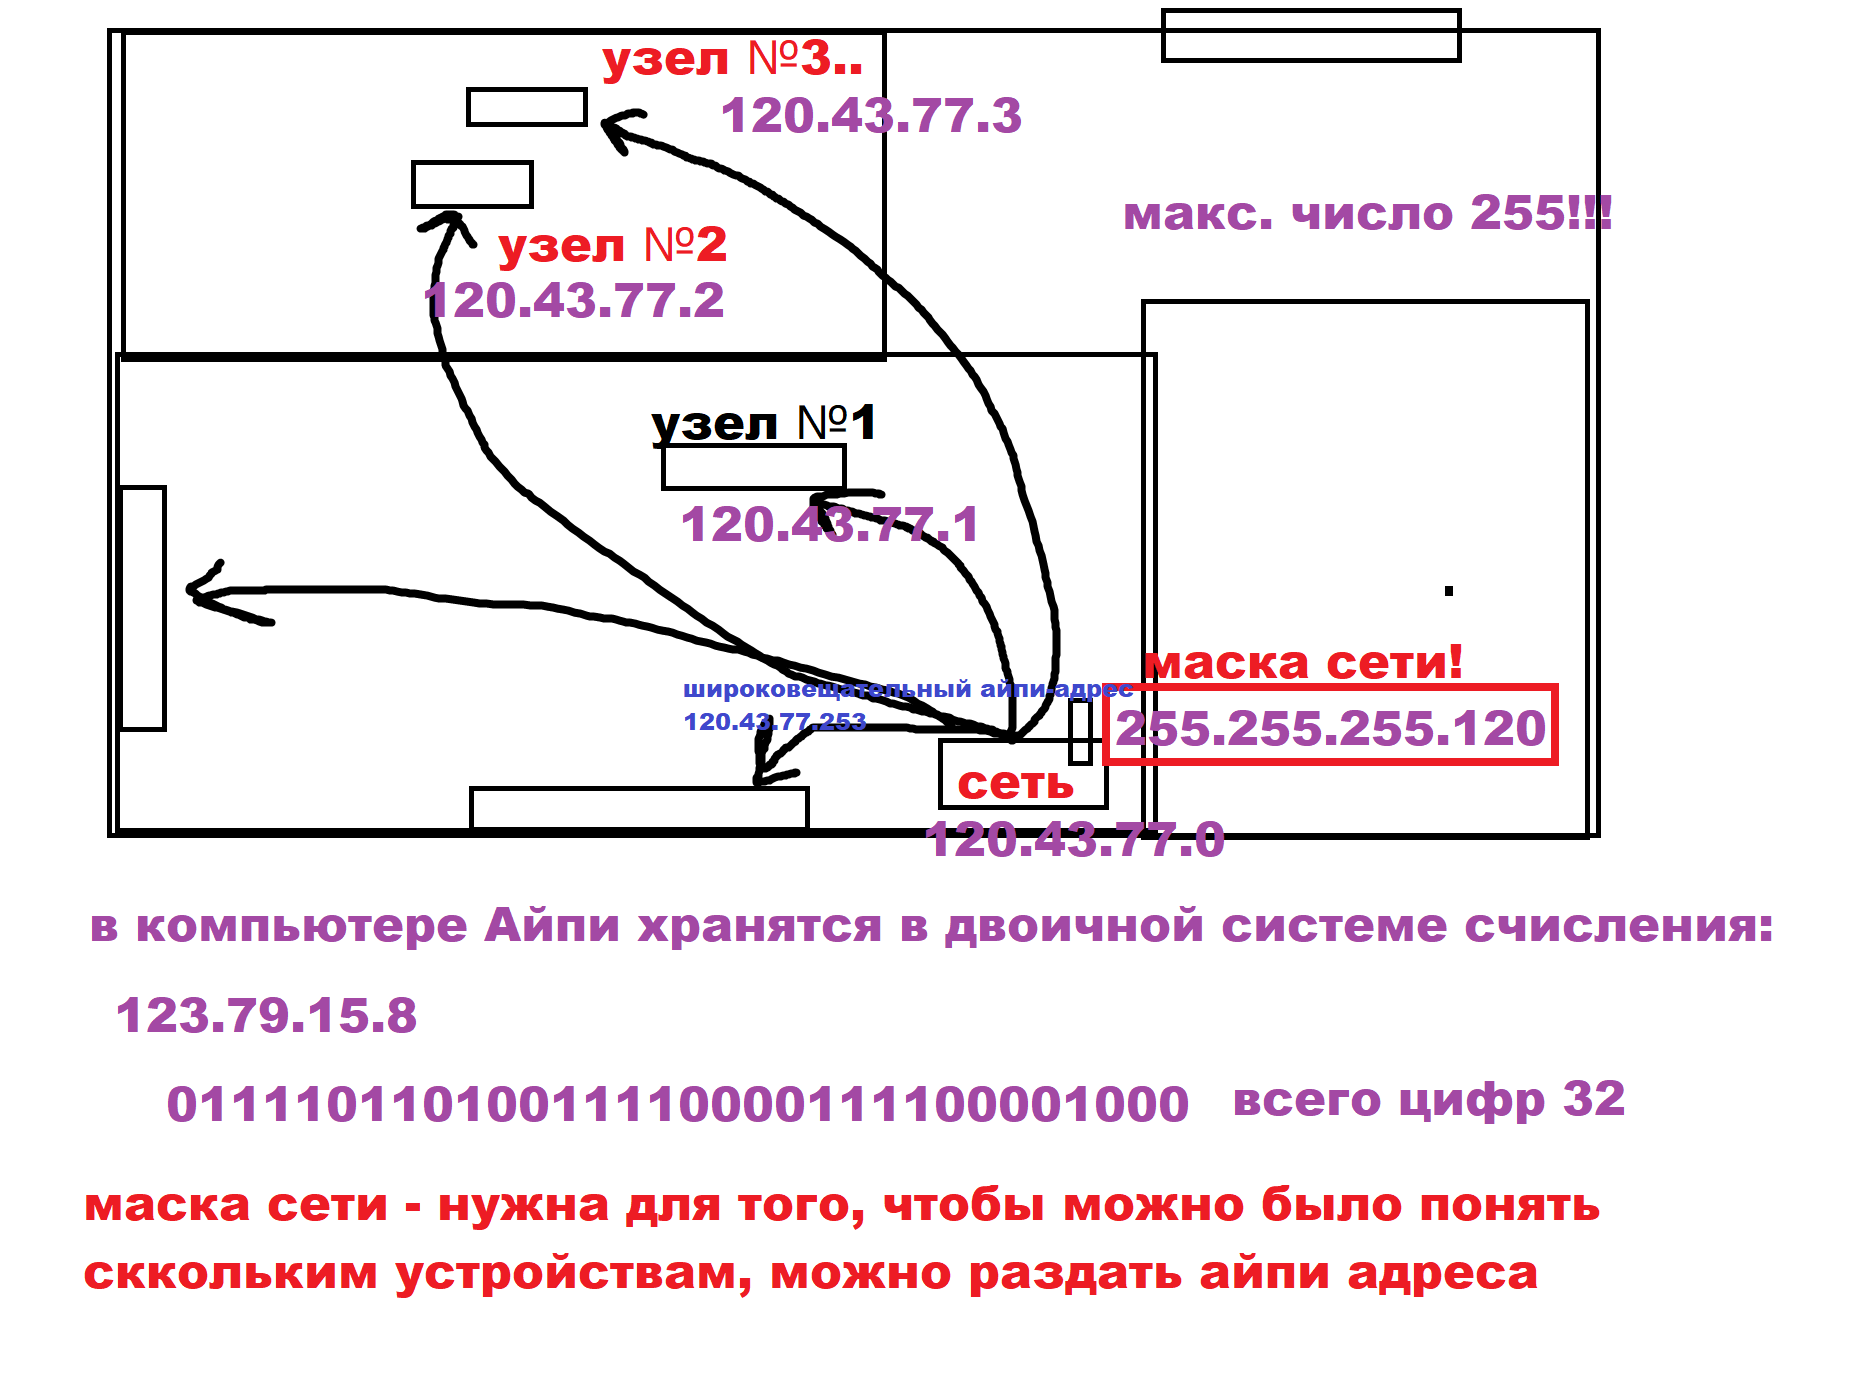 узел №3..
120.43.77.3
макс. число 255!!!
узел №2
120.43.77.2
узел №1
120.43.77.1
маска сети!
широковещательный айпи-адрес
120.43.77.253
255.255.255.120
сеть
120.43.77.0
в компьютере Айпи хранятся в двоичной системе счисления:
123.79.15.8
01111011010011110000111100001000 всего цифр 32
маска сети - нужна для того, чтобы можно было понять
сккольким устройствам, можно раздать айпи адреса